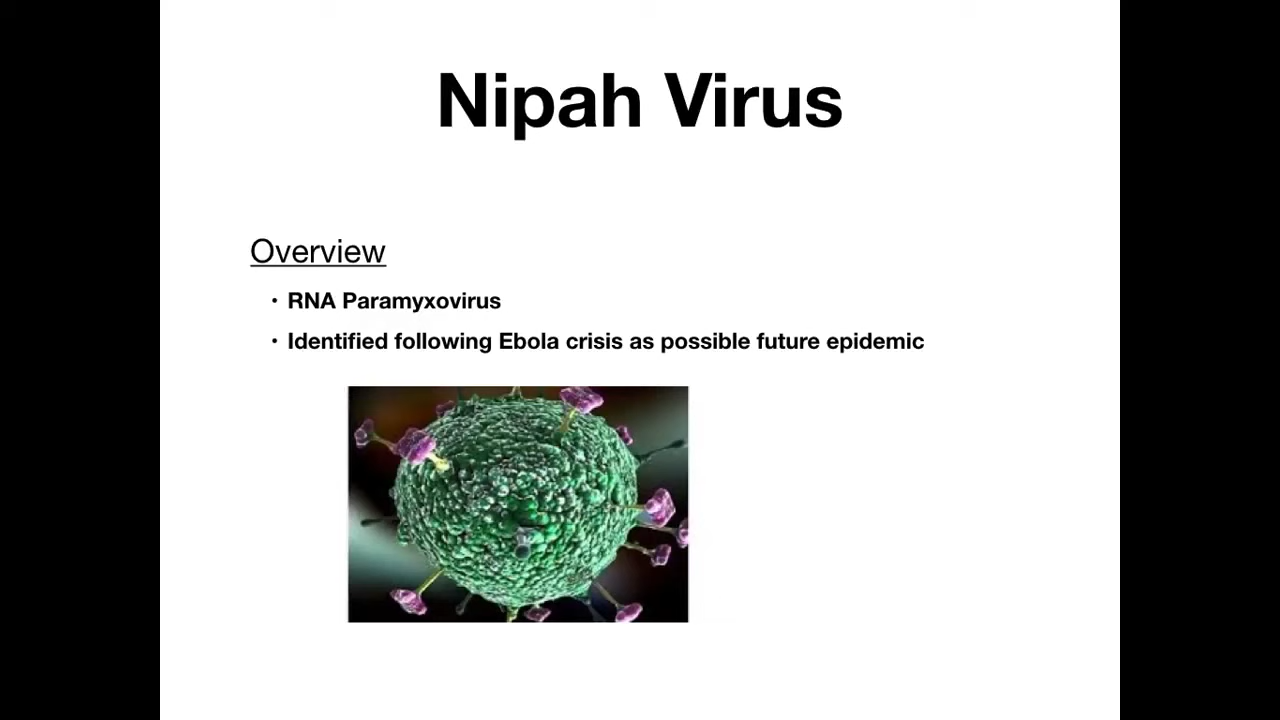 Nipah Virus
Overview
• RNA Paramyxovirus
• Identified following Ebola crisis as possible future epidemic